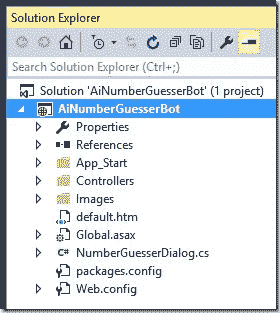 Solution Explorer
Search Solution Explorer (Ctrl+;)
Solution 'AiNumberGuesserBot' (1 project)
AiNumberGuesserBot
Properties
References
App_Start
Controllers
Images
default.htm
Global.asax
C# NumberGuesserDialog.cs
packages.config
Web.config